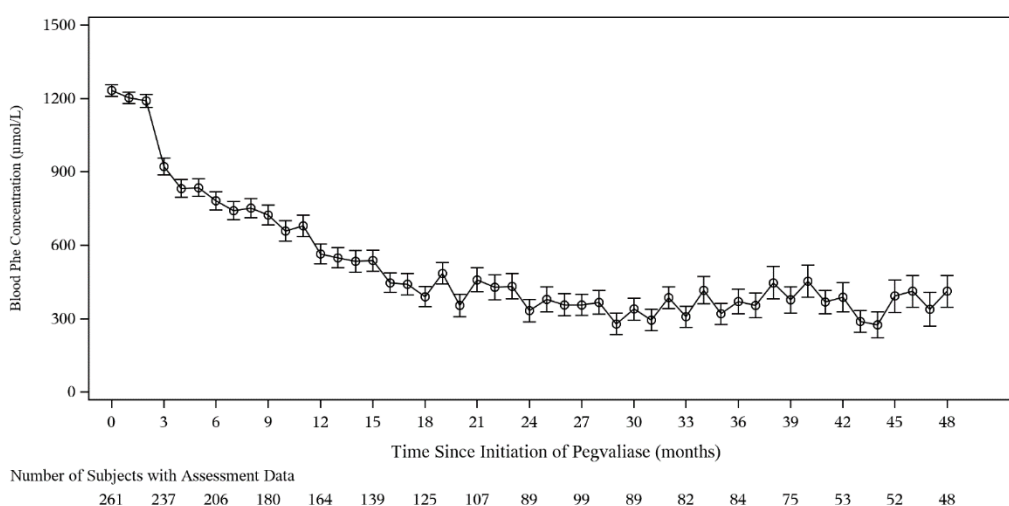 1500
1200
900
600
300
0
Blood Phe Concentration (µmol/L)
0 3 6 9 12 15 18 21 24 27 30 33 36 39 42 45 48
Time Since Initiation of Pegvaliase (months)
Number of Subjects with Assessment Data
261 237 206 180 164 139 125 107 89 99 89 82 84 75 53 52 48